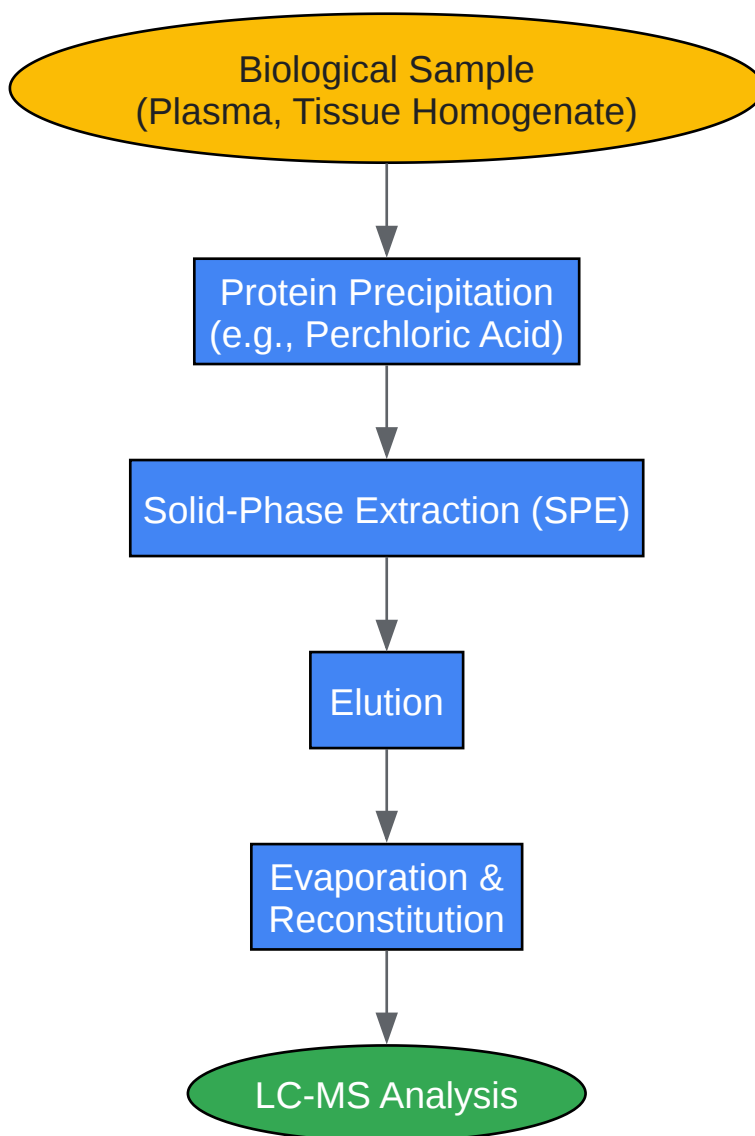 Biological Sample
(Plasma, Tissue Homogenate)
Protein Precipitation
(e.g., Perchloric Acid)
Solid-Phase Extraction (SPE)
Elution
Evaporation &
Reconstitution
LC-MS Analysis